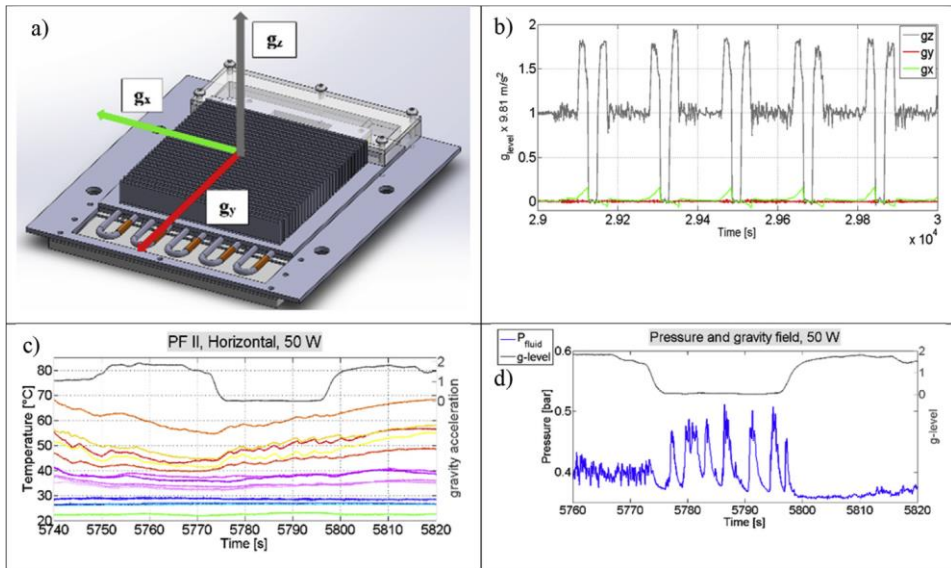 a)
gz
gx
gy
b)
2
1.5
1
0.5
0
g_level x 9.81 m/s²
gz
gy
gx
2.9 2.92 2.94 2.96 2.98 3
Time [s]
x 10⁴
c)
PF II, Horizontal, 50 W
80
70
60
50
40
30
20
Temperature [°C]
2
1
0
gravity acceleration
5740 5750 5760 5770 5780 5790 5800 5810 5820
Time [s]
P_fluid
g-level
Pressure and gravity field, 50 W
d)
0.6
0.5
0.4
Pressure [bar]
2
1
0
g-level
5760 5770 5780 5790 5800 5810 5820
Time [s]